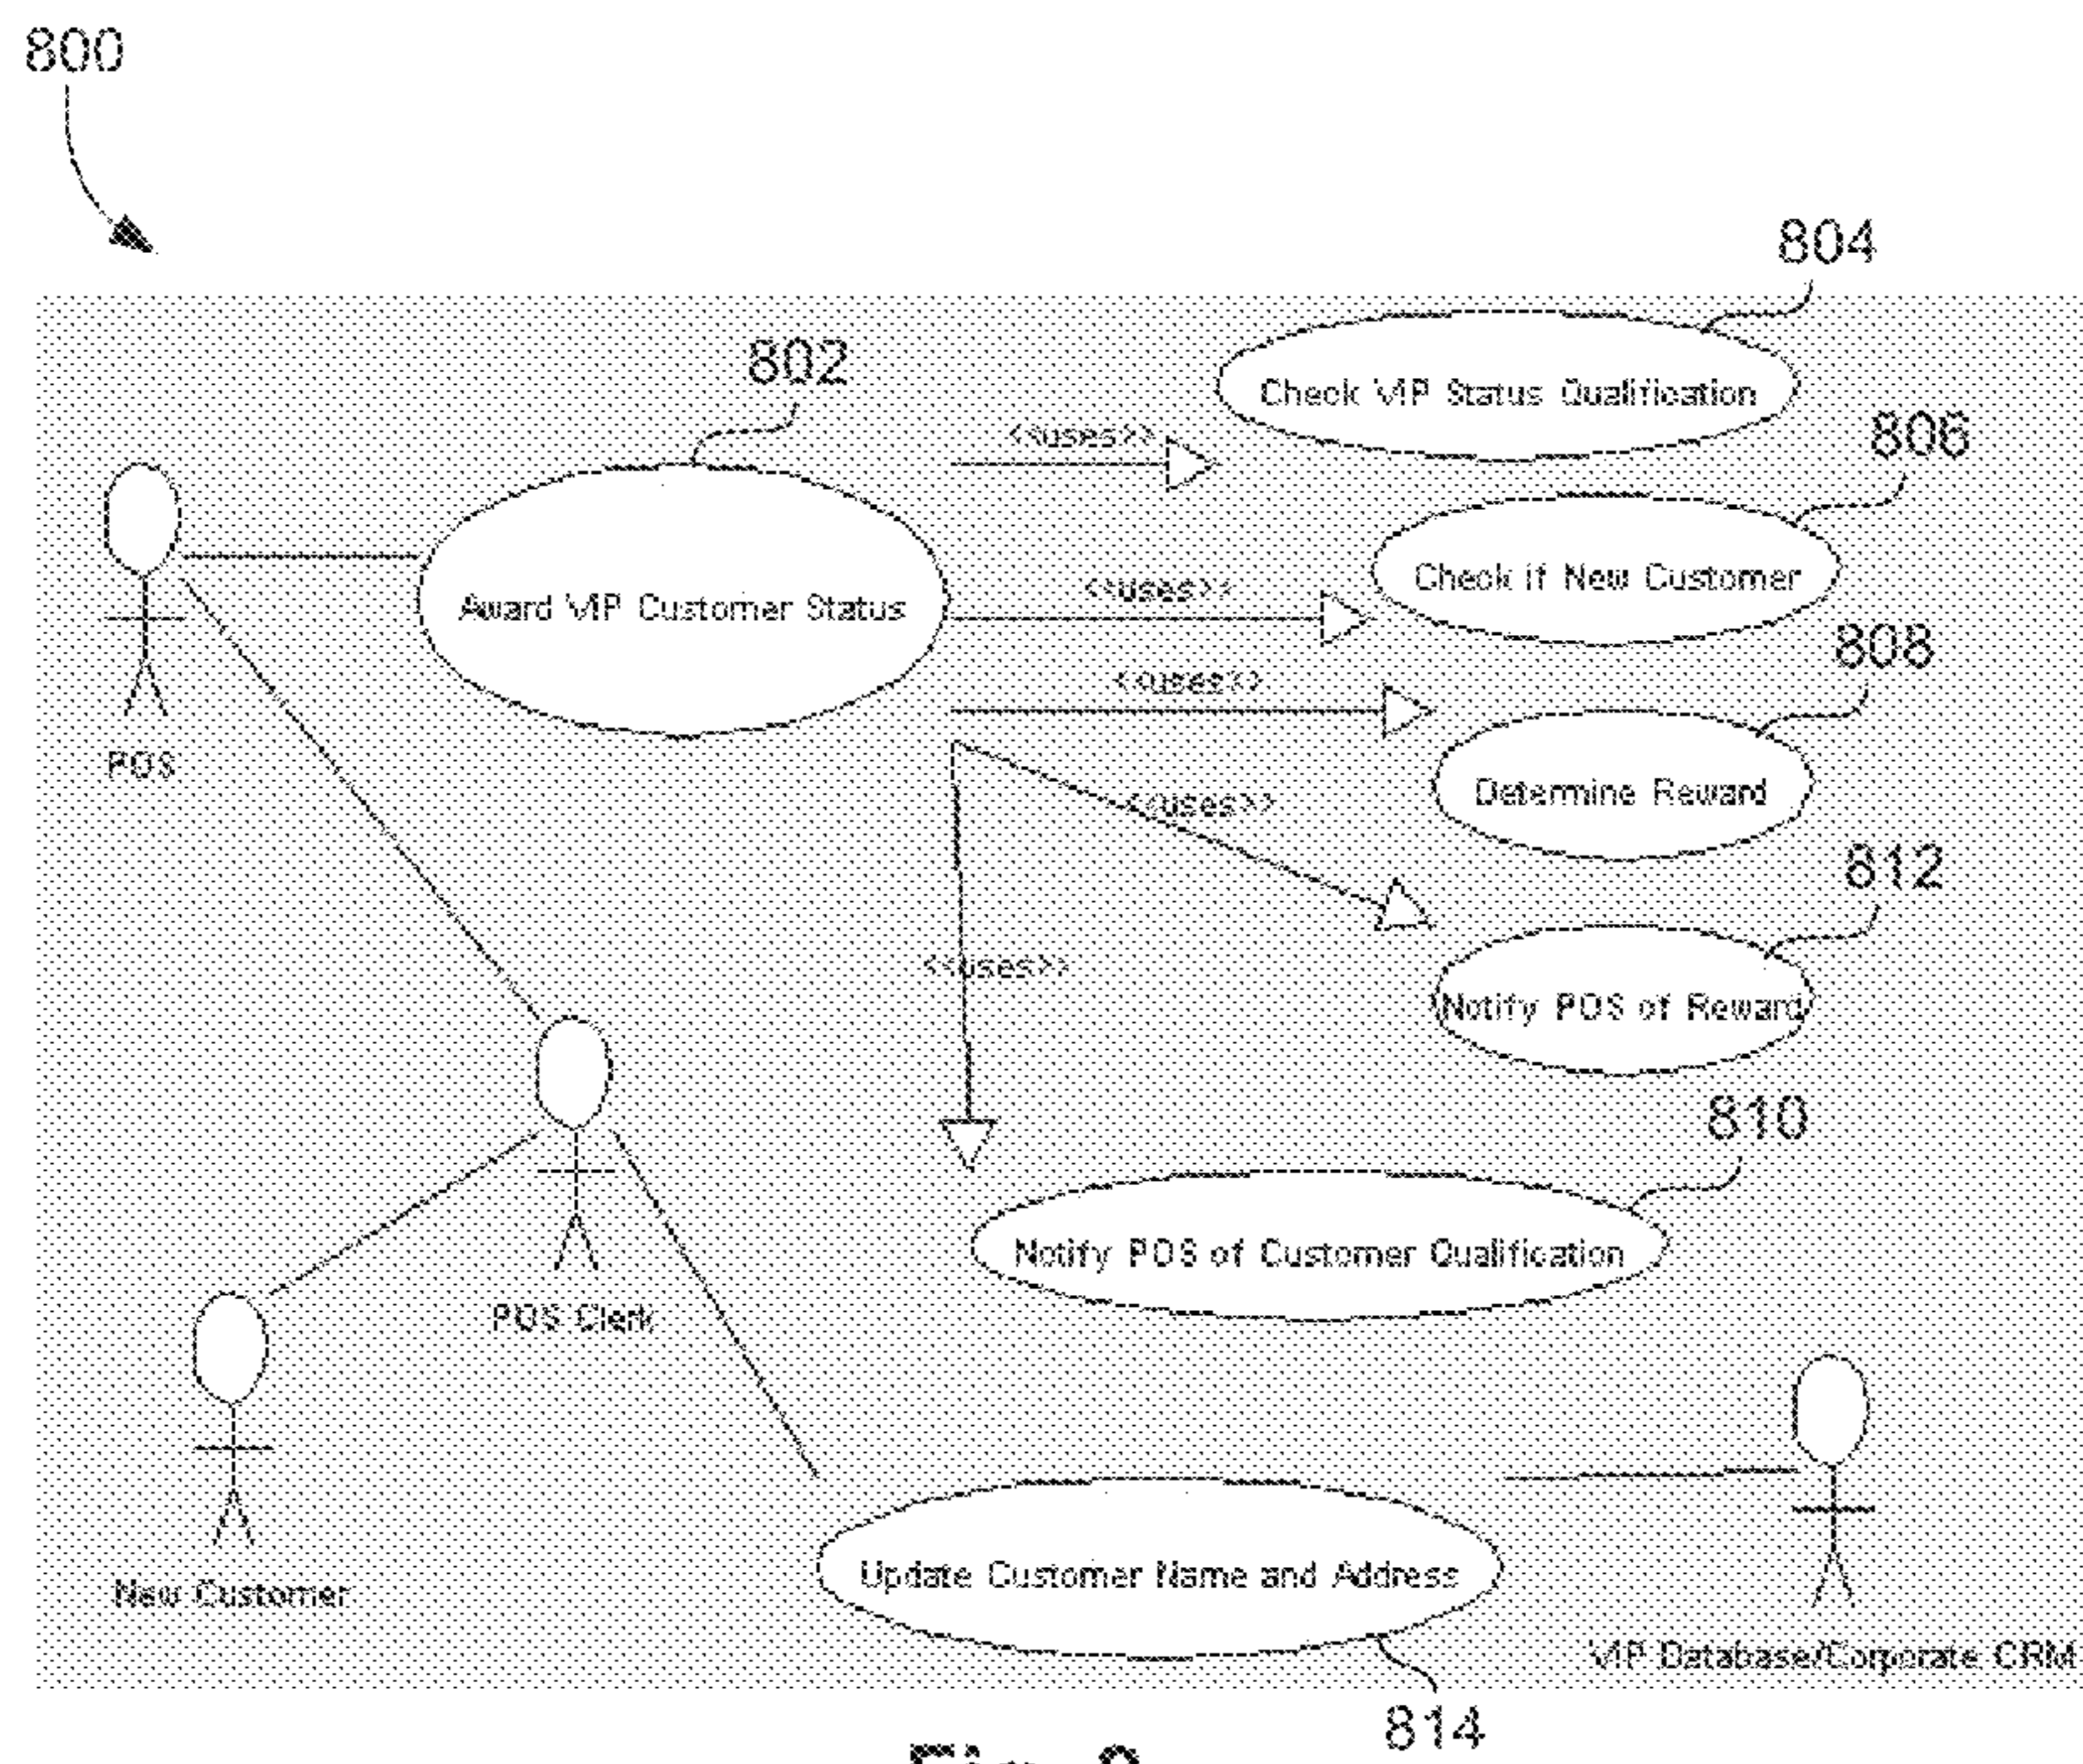 800
804
802
Check VIP Status Qualification
806
<<uses>>
Check if New Customer
<<uses>>
Award VIP Customer Status
808
<<uses>>
POS
Determine Reward
<<uses>>
812
<<uses>>
Notify POS of Reward
810
Notify POS of Customer Qualification
POS Clerk
New Customer
Update Customer Name and Address
VIP Database/Corporate CRM
814